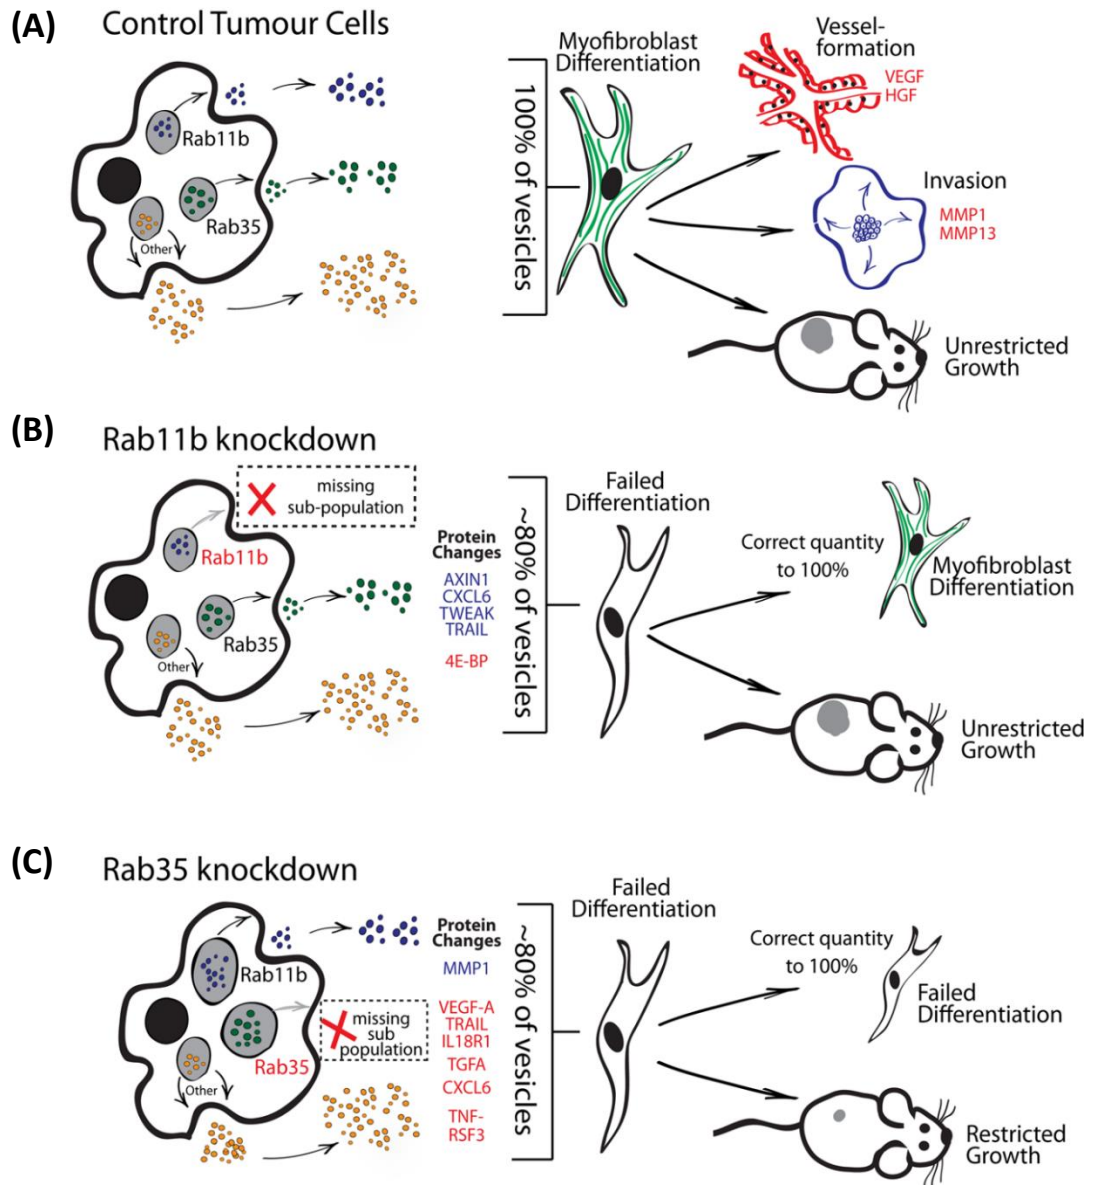 (A)
Control Tumour Cells
Rab11b
Rab35
Other
100% of vesicles
Myofibroblast
Differentiation
Vessel-
formation
VEGF
HGF
Invasion
MMP1
MMP13
Unrestricted
Growth
(B)
Rab11b knockdown
missing
sub-population
Rab11b
Rab35
Other
Protein
Changes
AXIN1
CXCL6
TWEAK
TRAIL
4E-BP
~80% of vesicles
Failed
Differentiation
Correct quantity
to 100%
Myofibroblast
Differentiation
Unrestricted
Growth
(C)
Rab35 knockdown
Rab11b
Rab35
Other
missing
sub
population
Protein
Changes
MMP1
VEGF-A
TRAIL
IL18R1
TGFA
CXCL6
TNF-
RSF3
~80% of vesicles
Failed
Differentiation
Correct quantity
to 100%
Failed
Differentiation
Restricted
Growth